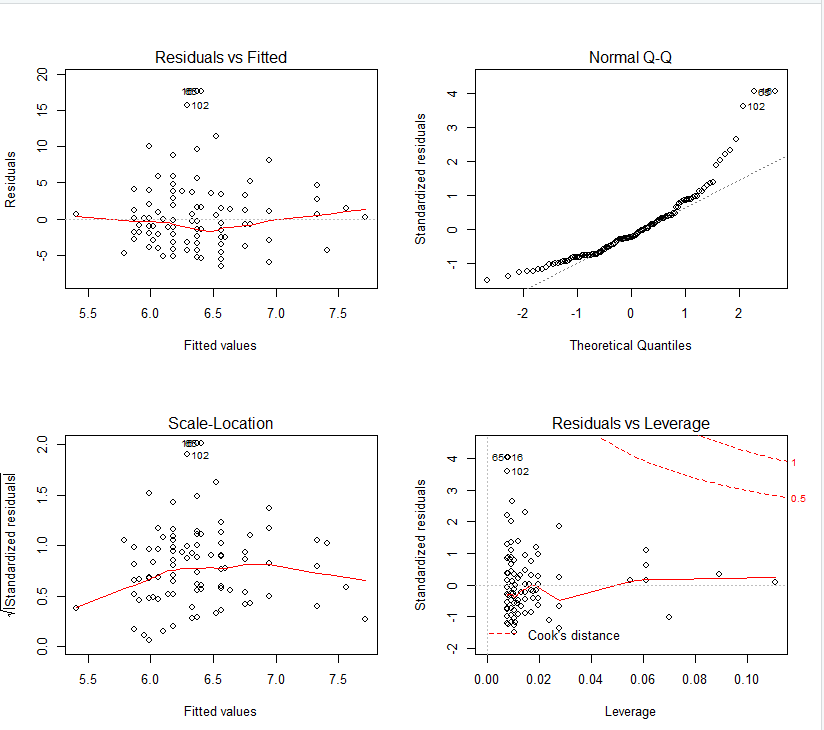 Residuals vs Fitted
Residuals
20
15
10
5
0
-5
102
5.5 6.0 6.5 7.0 7.5
Fitted values
Normal Q-Q
Standardized residuals
4
3
2
1
0
-1
102
-2 -1 0 1 2
Theoretical Quantiles
Scale-Location
√|Standardized residuals|
2.0
1.5
1.0
0.5
0.0
102
5.5 6.0 6.5 7.0 7.5
Fitted values
Residuals vs Leverage
Standardized residuals
4
3
2
1
0
-1
-2
65 16
102
1
0.5
Cook's distance
0.00 0.02 0.04 0.06 0.08 0.10
Leverage